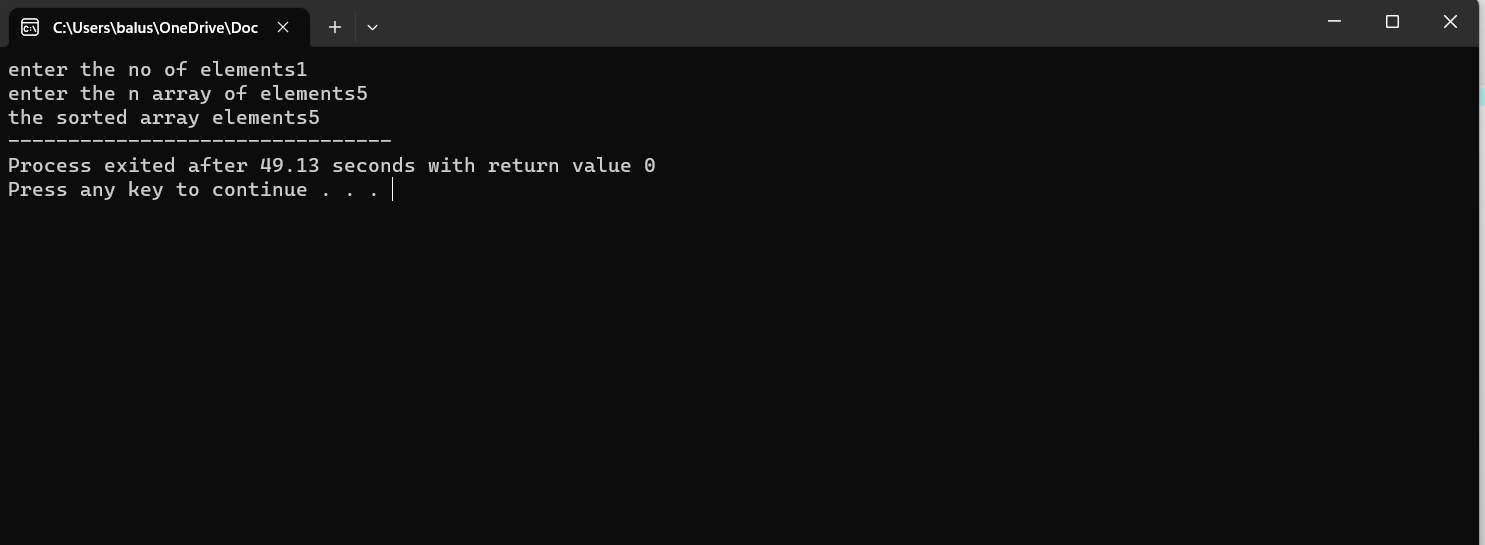 C:\Users\balus\OneDrive\Doc
enter the no of elements1
enter the n array of elements5
the sorted array elements5
--------------------------------
Process exited after 49.13 seconds with return value 0
Press any key to continue . . .